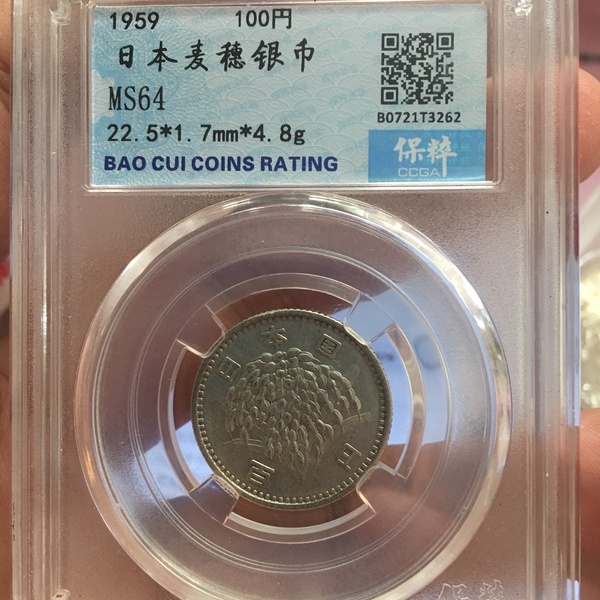 1959 100円
日本麦穗银币
MS64
22.5*1.7mm*4.8g
B0721T3262
BAO CUI COINS RATING
保粹
CCGA
日本国
百円